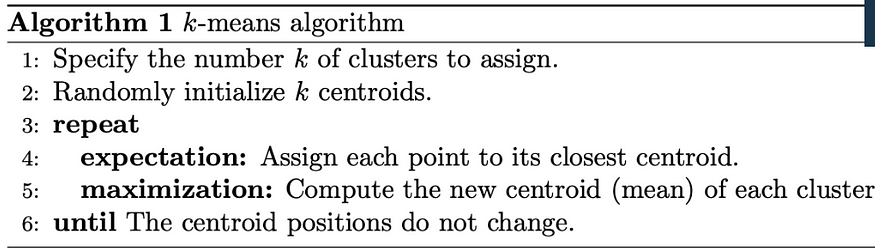 Algorithm 1 k-means algorithm
1: Specify the number k of clusters to assign.
2: Randomly initialize k centroids.
3: repeat
4: expectation: Assign each point to its closest centroid.
5: maximization: Compute the new centroid (mean) of each cluster
6: until The centroid positions do not change.